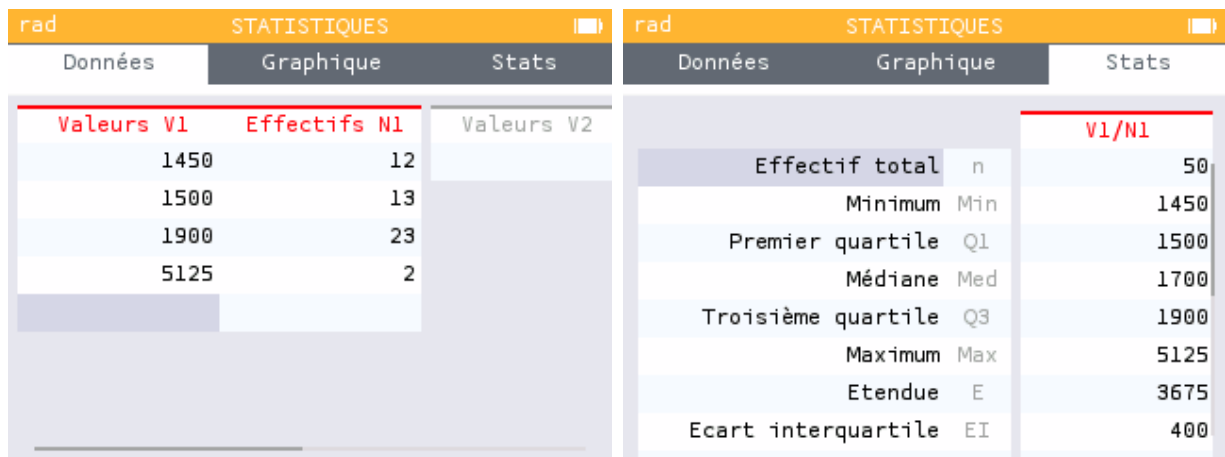 rad STATISTIQUES
Données Graphique Stats
Valeurs V1 Effectifs N1 Valeurs V2
1450 12
1500 13
1900 23
5125 2
rad STATISTIQUES
Données Graphique Stats
V1/N1
Effectif total n 50
Minimum Min 1450
Premier quartile Q1 1500
Médiane Med 1700
Troisième quartile Q3 1900
Maximum Max 5125
Etendue E 3675
Ecart interquartile EI 400